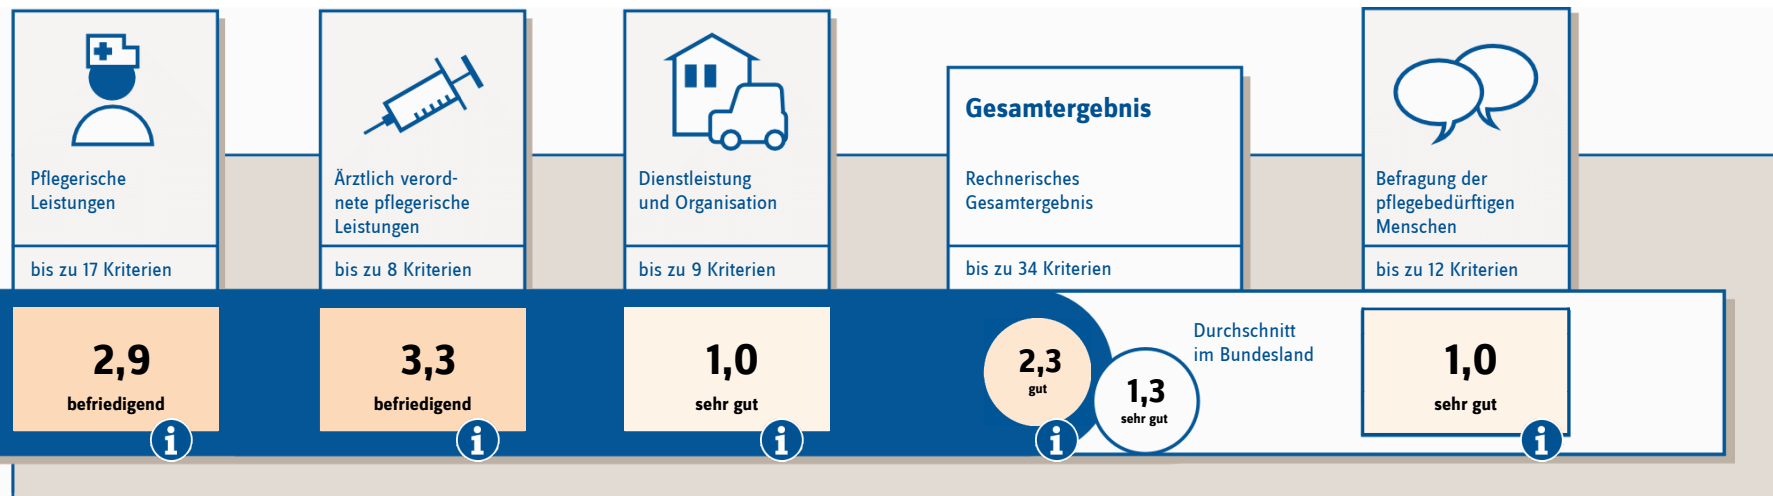 Pflegerische
Leistungen
bis zu 17 Kriterien
2,9
befriedigend
i
Ärztlich verord-
nete pflegerische
Leistungen
bis zu 8 Kriterien
3,3
befriedigend
i
Dienstleistung
und Organisation
bis zu 9 Kriterien
1,0
sehr gut
i
Gesamtergebnis
Rechnerisches
Gesamtergebnis
bis zu 34 Kriterien
2,3
gut
i
1,3
sehr gut
Durchschnitt
im Bundesland
Befragung der
pflegebedürftigen
Menschen
bis zu 12 Kriterien
1,0
sehr gut
i